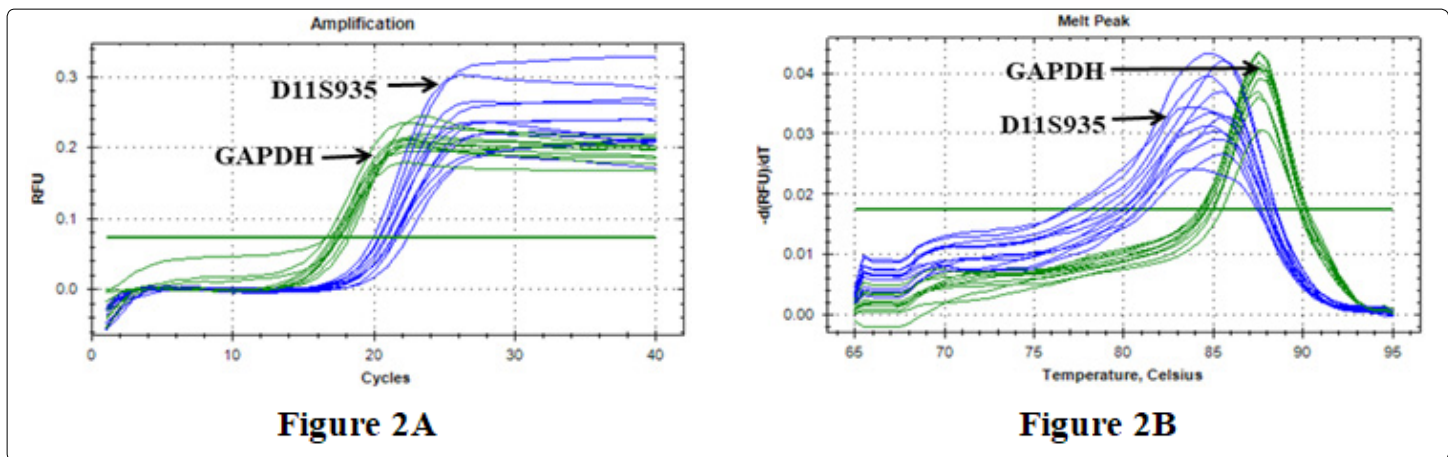 Amplification
RFU
0.3
0.2
0.1
0.0
D11S935
GAPDH
0
10
20
30
40
Cycles
Figure 2A
Melt Peak
-d(RFU)/dT
0.04
0.03
0.02
0.01
0.00
GAPDH
D11S935
65
70
75
80
85
90
95
Temperature, Celsius
Figure 2B